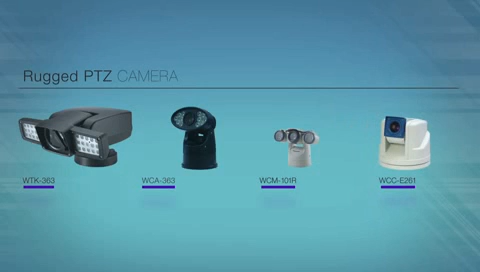 Rugged PTZ CAMERA
WTK-363
WCA-363
WCM-101R
WCC-E261